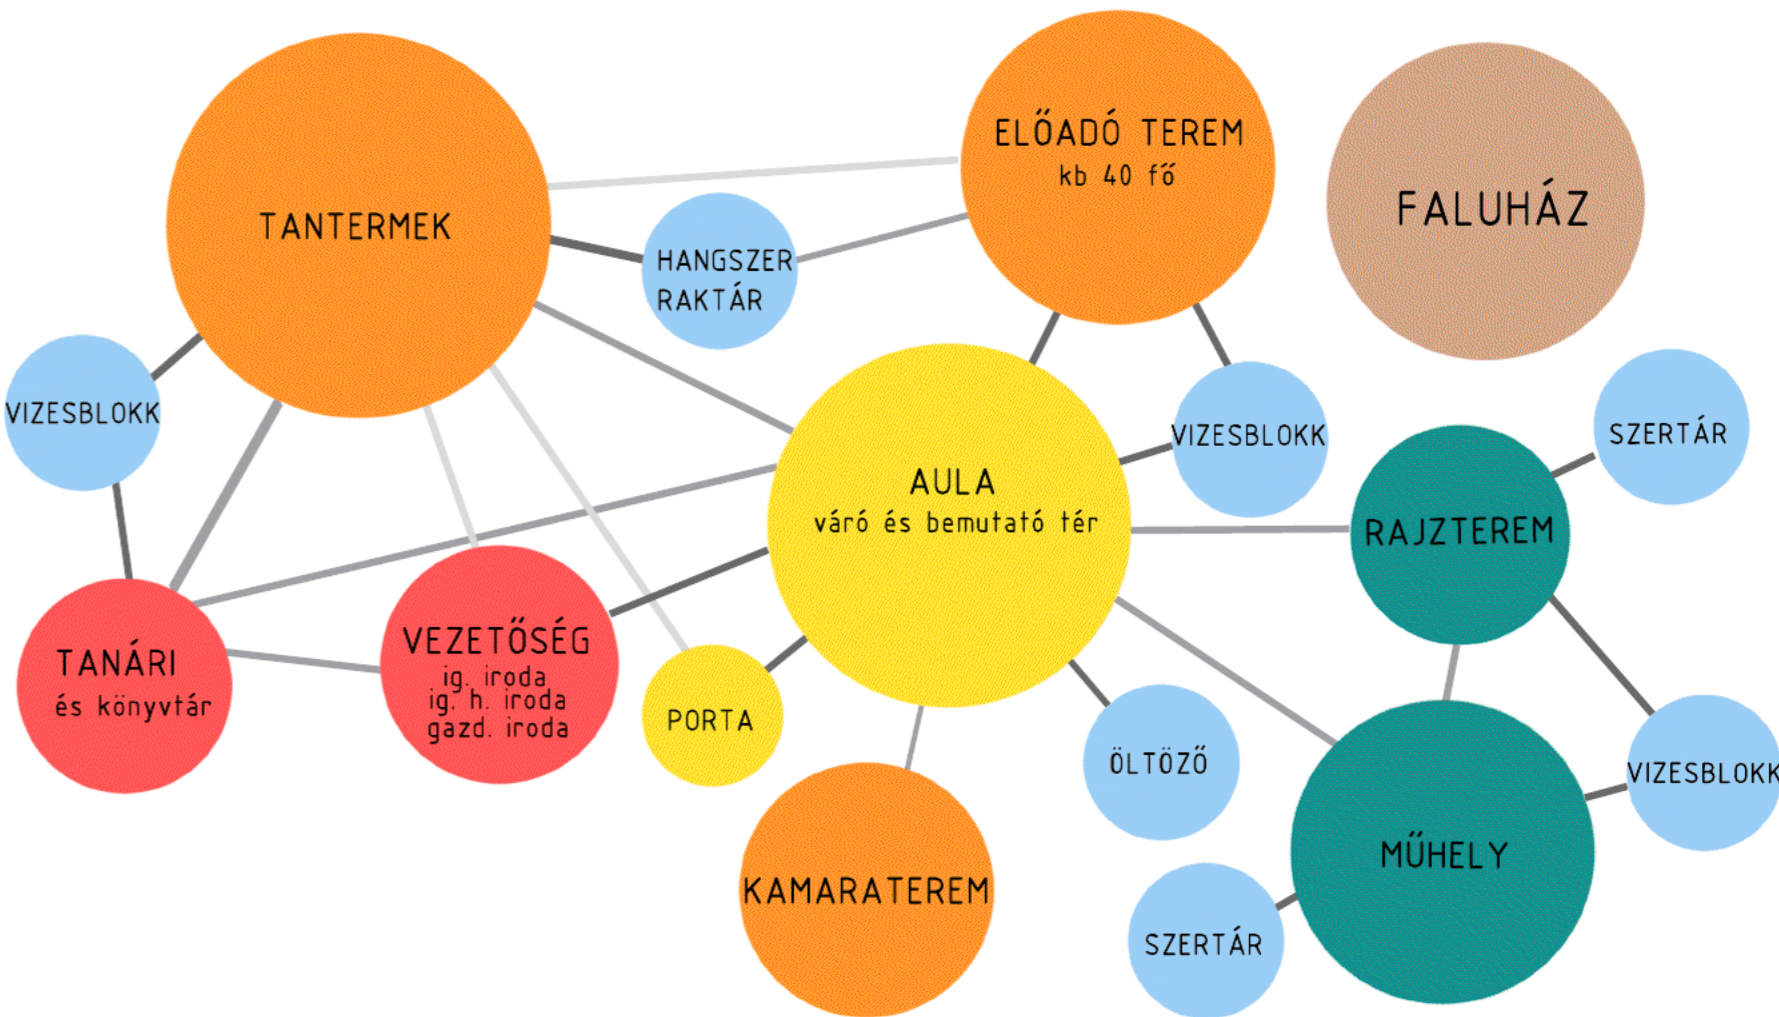 TANTERMEK
ELŐADÓ TEREM
kb 40 fő
FALUHÁZ
HANGSZER
RAKTÁR
VIZESBLOKK
VIZESBLOKK
SZERTÁR
AULA
váró és bemutató tér
RAJZTEREM
TANÁRI
és könyvtár
VEZETŐSÉG
ig. iroda
ig. h. iroda
gazd. iroda
PORTA
ÖLTÖZŐ
VIZESBLOKK
KAMARATEREM
MŰHELY
SZERTÁR